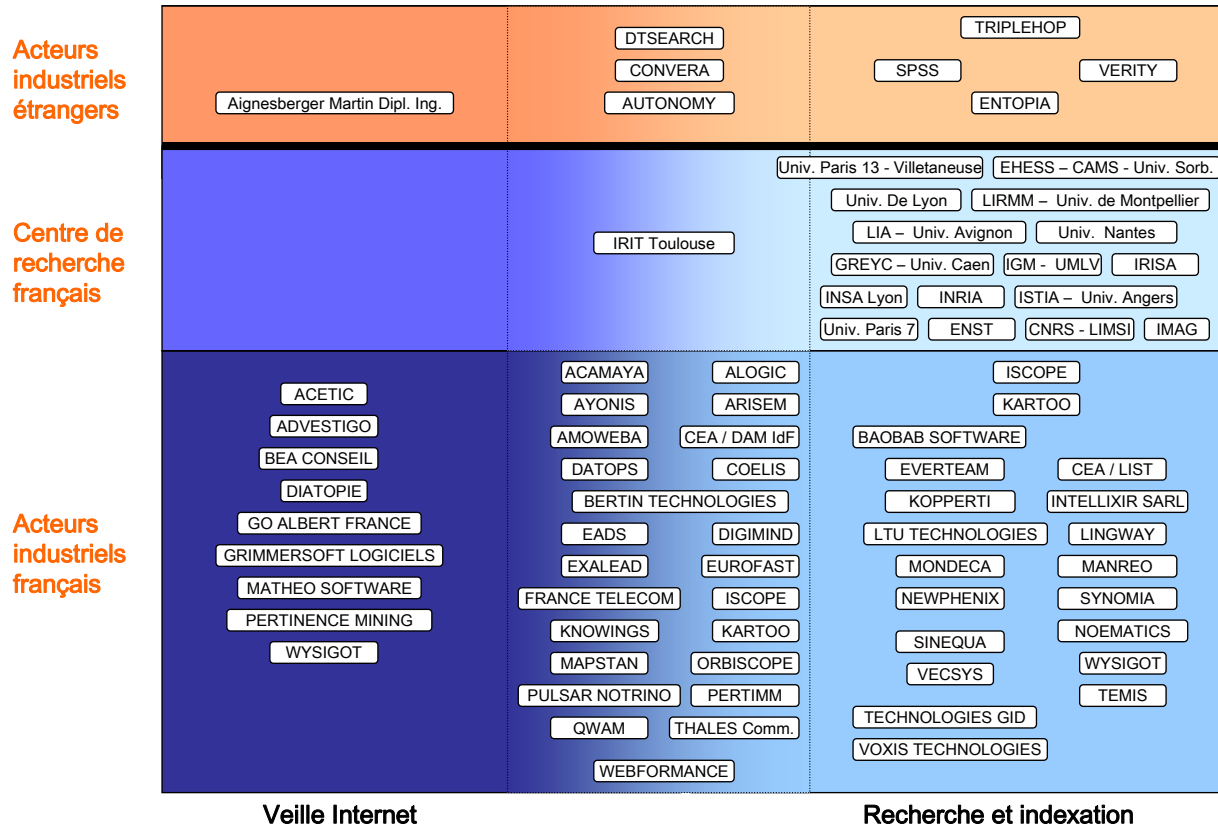 Acteurs
industriels
étrangers
Aignesberger Martin Dipl. Ing.
DTSEARCH
CONVERA
AUTONOMY
TRIPLEHOP
SPSS
VERITY
ENTOPIA
Centre de
recherche
français
IRIT Toulouse
Univ. Paris 13 - Villetaneuse
EHESS – CAMS - Univ. Sorb.
Univ. De Lyon
LIRMM – Univ. de Montpellier
LIA – Univ. Avignon
Univ. Nantes
GREYC – Univ. Caen
IGM - UMLV
IRISA
INSA Lyon
INRIA
ISTIA – Univ. Angers
Univ. Paris 7
ENST
CNRS - LIMSI
IMAG
Acteurs
industriels
français
ACETIC
ADVESTIGO
BEA CONSEIL
DIATOPIE
GO ALBERT FRANCE
GRIMMERSOFT LOGICIELS
MATHEO SOFTWARE
PERTINENCE MINING
WYSIGOT
ACAMAYA
ALOGIC
AYONIS
ARISEM
AMOWEBA
CEA / DAM IdF
DATOPS
COELIS
BERTIN TECHNOLOGIES
EADS
DIGIMIND
EXALEAD
EUROFAST
FRANCE TELECOM
ISCOPE
KNOWINGS
KARTOO
MAPSTAN
ORBISCOPE
PULSAR NOTRINO
PERTIMM
QWAM
THALES Comm.
WEBFORMANCE
ISCOPE
KARTOO
BAOBAB SOFTWARE
EVERTEAM
CEA / LIST
KOPPERTI
INTELLIXIR SARL
LTU TECHNOLOGIES
LINGWAY
MONDECA
MANREO
NEWPHENIX
SYNOMIA
NOEMATICS
SINEQUA
WYSIGOT
VECSYS
TEMIS
TECHNOLOGIES GID
VOXIS TECHNOLOGIES
Veille Internet
Recherche et indexation